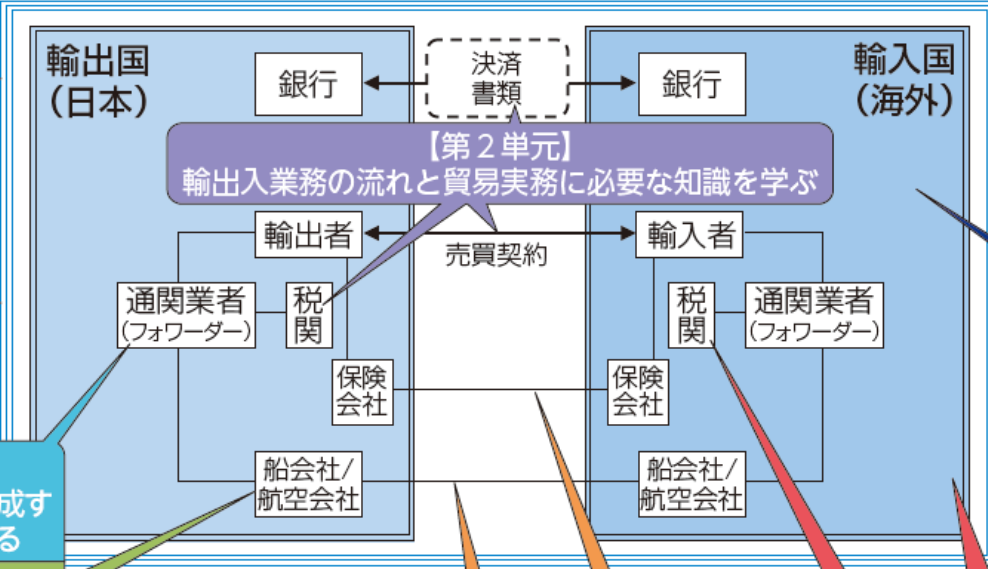 輸出国
（日本）
銀行
決済
書類
銀行
輸入国
（海外）
【第２単元】
輸出入業務の流れと貿易実務に必要な知識を学ぶ
輸出者
売買契約
輸入者
通関業者
（フォワーダー）
税
関
税
関
通関業者
（フォワーダー）
保険
会社
保険
会社
船会社/
航空会社
船会社/
航空会社
成す
る